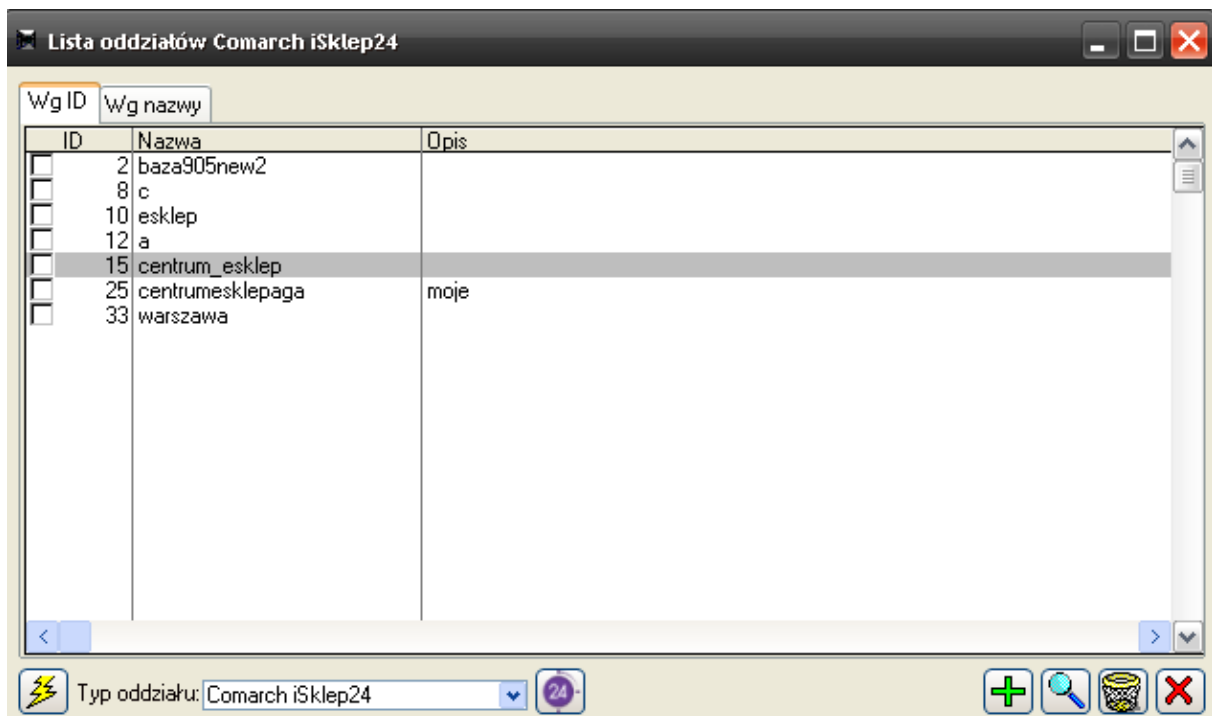 Lista oddziałów Comarch iSklep24
Wg ID Wg nazwy
ID Nazwa Opis
2 baza905new2
8 c
10 esklep
12 a
15 centrum_esklep
25 centrumesklepaga moje
33 warszawa
Typ oddziału: Comarch iSklep24 24